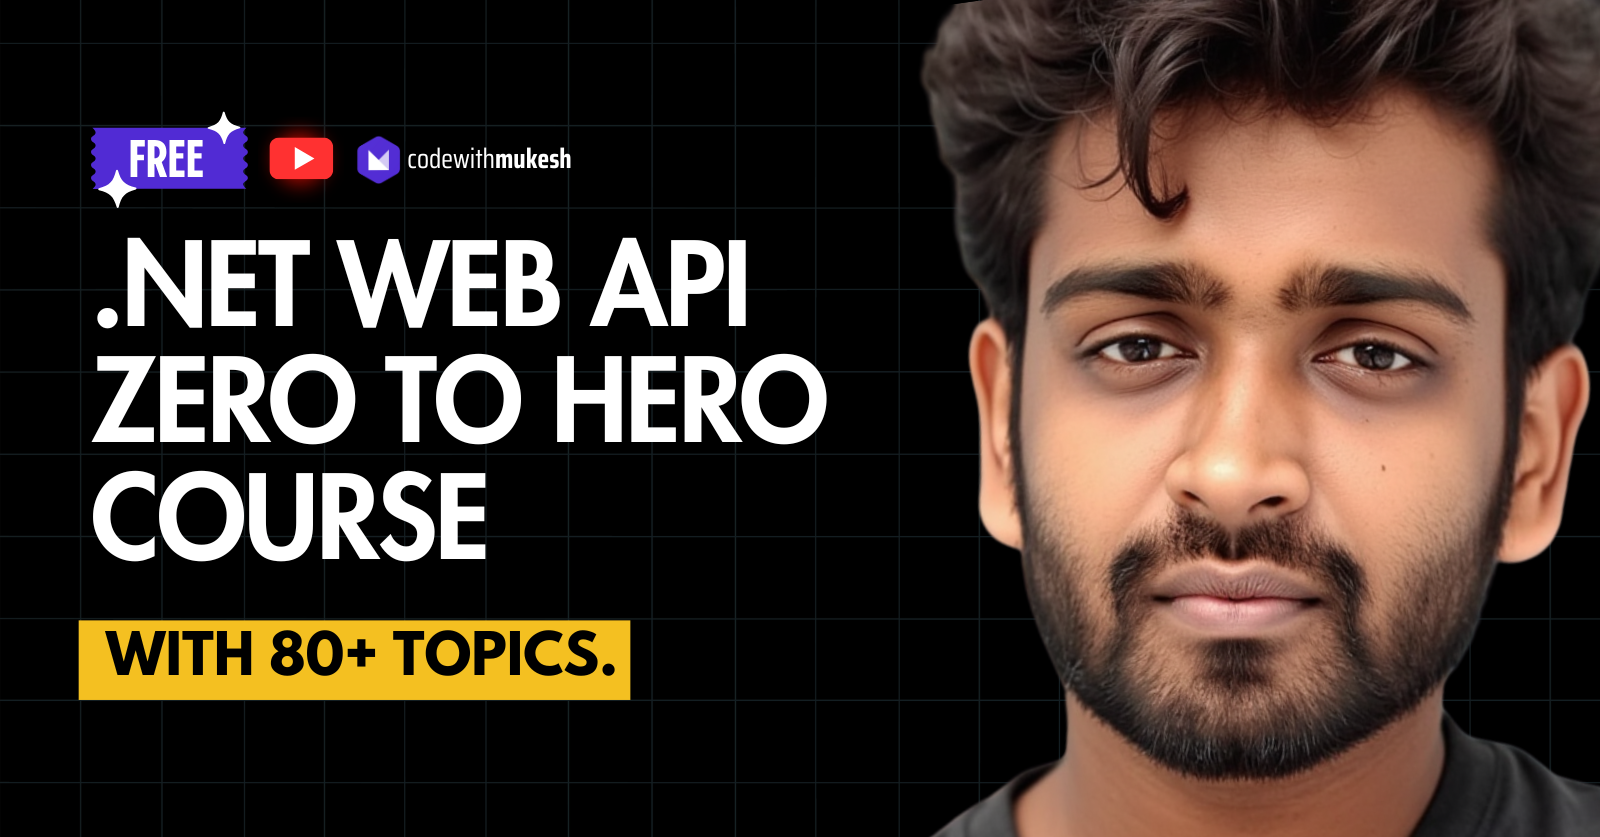 FREE
codewithmukesh
.NET WEB API
ZERO TO HERO
COURSE
WITH 80+ TOPICS.